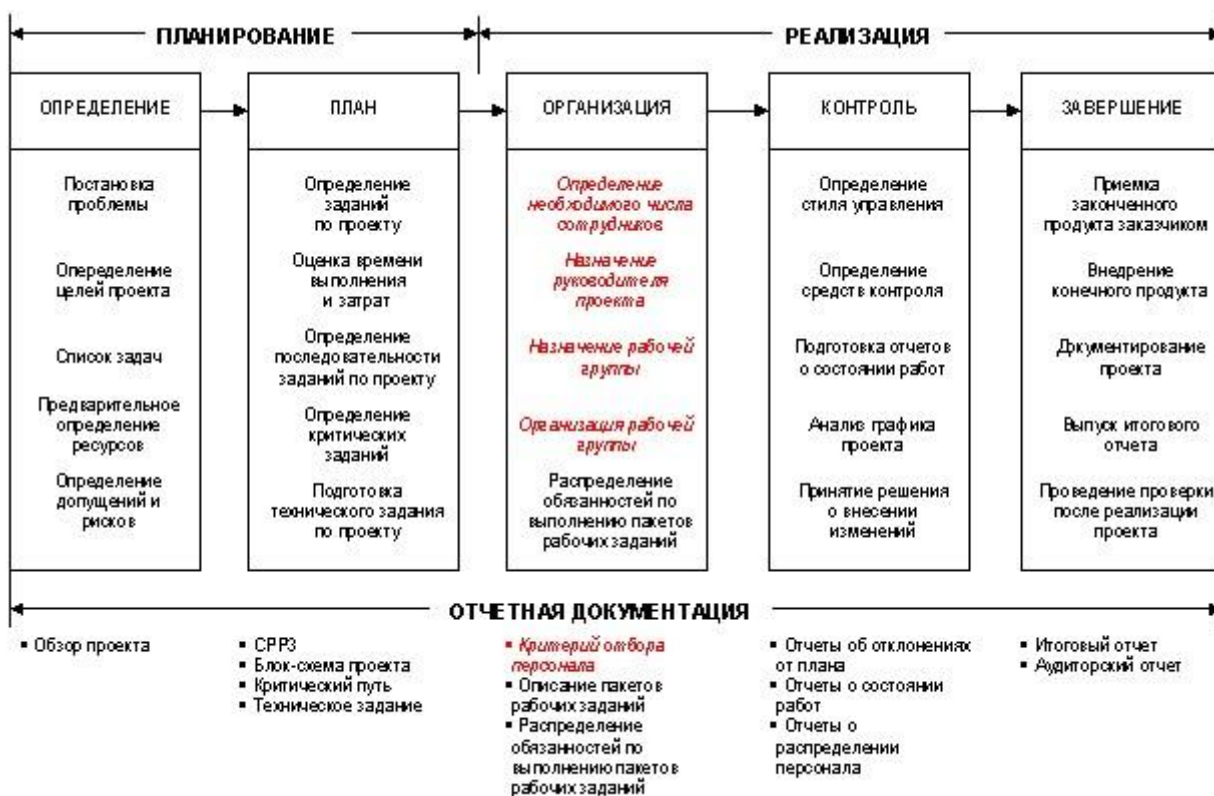 ПЛАНИРОВАНИЕ
РЕАЛИЗАЦИЯ
ОПРЕДЕЛЕНИЕ
Постановка
проблемы
Опеределение
целей проекта
Список задач
Предварительное
определение
ресурсов
Определение
допущений и
рисков
ПЛАН
Определение
заданий
по проекту
Оценка времени
выполнения
и затрат
Определение
последовательности
заданий по проекту
Определение
критических
заданий
Подготовка
технического задания
по проекту
ОРГАНИЗАЦИЯ
Определение
необходимого числа
сотрудников
Назначение
руководителя
проекта
Назначение рабочей
группы
Организация рабочей
группы
Распределение
обязанностей по
выполнению пакетов
рабочих заданий
КОНТРОЛЬ
Определение
стиля управления
Определение
средств контроля
Подготовка отчетов
о состоянии работ
Анализ графика
проекта
Принятие решения
о внесении
изменений
ЗАВЕРШЕНИЕ
Приемка
законченного
продукта заказчиком
Внедрение
конечного продукта
Документирование
проекта
Выпуск итогового
отчета
Проведение проверки
после реализации
проекта
ОТЧЕТНАЯ ДОКУМЕНТАЦИЯ
▪ Обзор проекта
▪ СРРЗ
▪ Блок-схема проекта
▪ Критический путь
▪ Техническое задание
▪ Критерий отбора
персонала
▪ Описание пакетов
рабочих заданий
▪ Распределение
обязанностей по
выполнению пакетов
рабочих заданий
▪ Отчеты об отклонениях
от плана
▪ Отчеты о состоянии
работ
▪ Отчеты о
распределении
персонала
▪ Итоговый отчет
▪ Аудиторский отчет